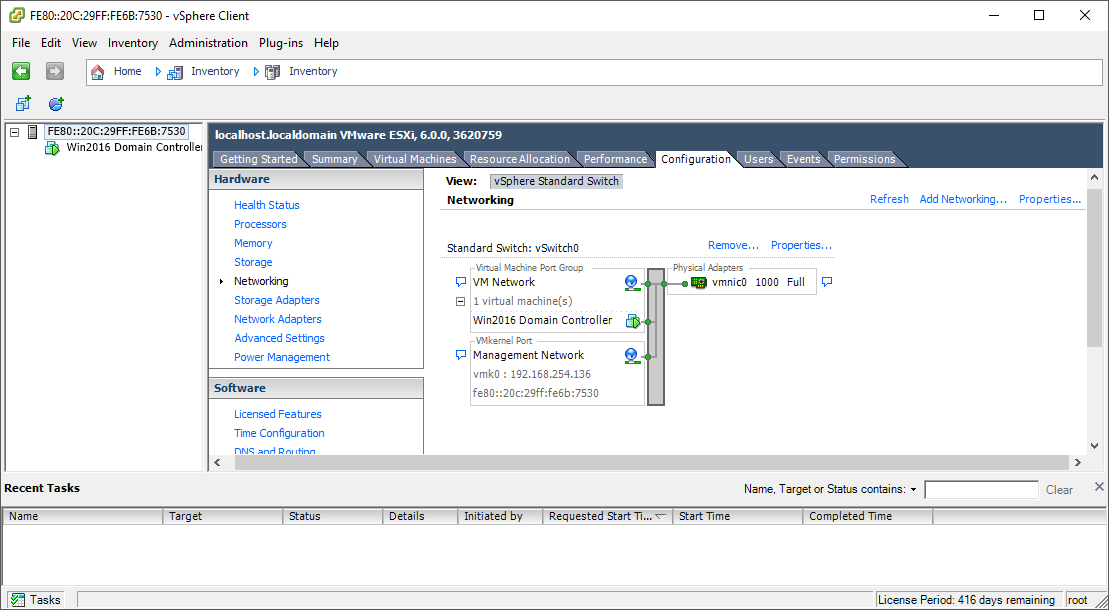 FE80::20C:29FF:FE6B:7530 - vSphere Client
File Edit View Inventory Administration Plug-ins Help
Home Inventory Inventory
FE80::20C:29FF:FE6B:7530
Win2016 Domain Controller
localhost.localdomain VMware ESXi, 6.0.0, 3620759
Getting Started Summary Virtual Machines Resource Allocation Performance Configuration Users Events Permissions
Hardware
Health Status
Processors
Memory
Storage
Networking
Storage Adapters
Network Adapters
Advanced Settings
Power Management
Software
Licensed Features
Time Configuration
DNS and Routing
View: vSphere Standard Switch
Networking
Refresh Add Networking... Properties...
Standard Switch: vSwitch0 Remove... Properties...
Virtual Machine Port Group
VM Network
1 virtual machine(s)
Win2016 Domain Controller
VMkernel Port
Management Network
vmk0 : 192.168.254.136
fe80::20c:29ff:fe6b:7530
Physical Adapters
vmnic0 1000 Full
Recent Tasks
Name, Target or Status contains: Clear
Name Target Status Details Initiated by Requested Start Ti... Start Time Completed Time
Tasks
License Period: 416 days remaining root